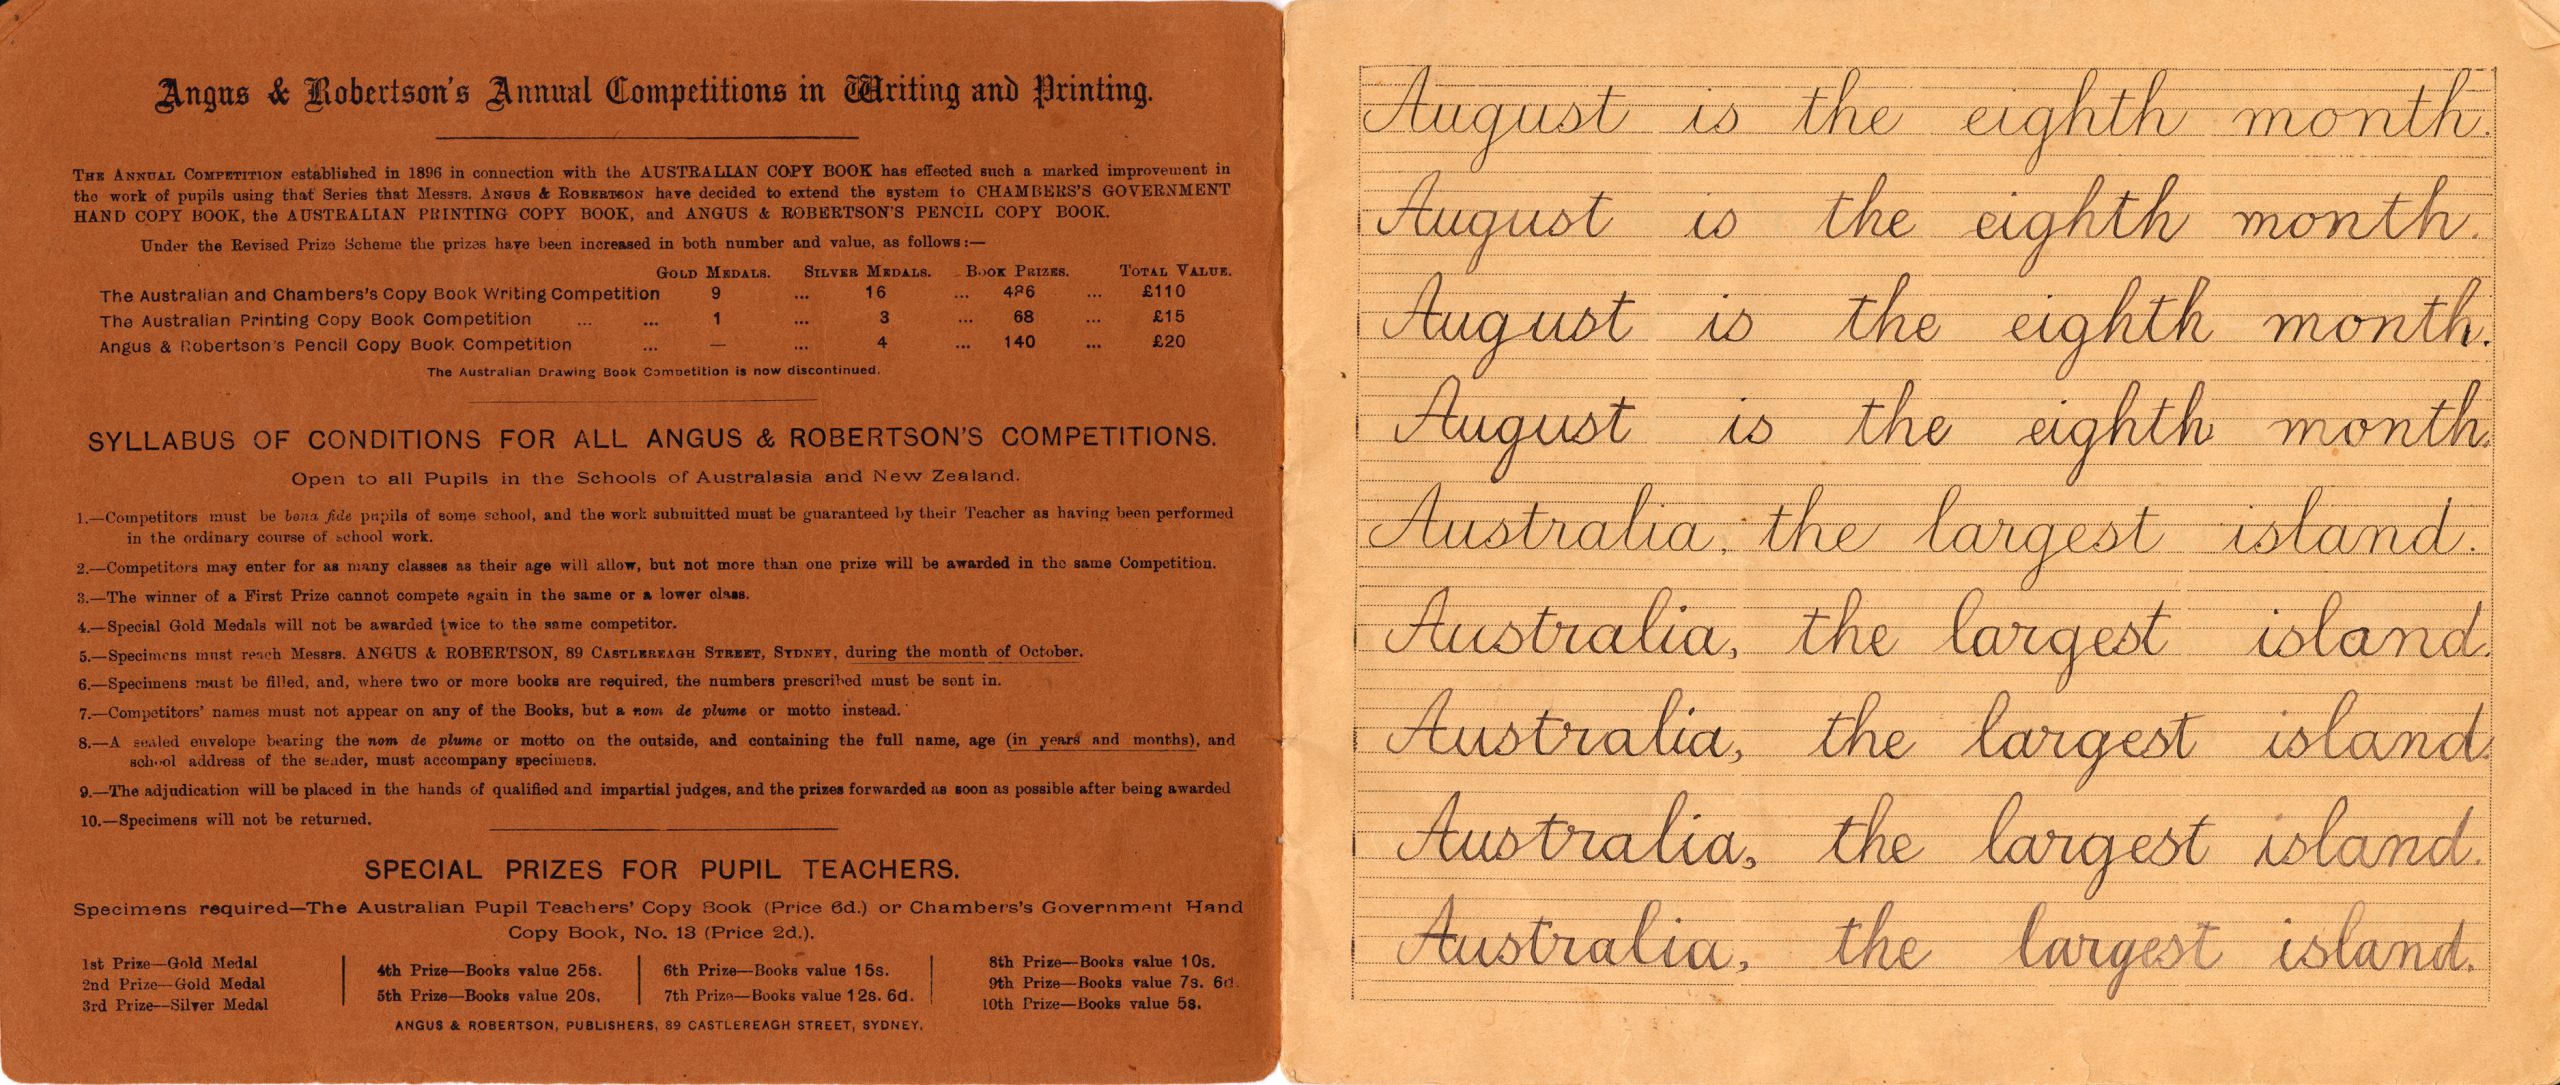 Angus & Robertson's Annual Competitions in Writing and Printing.
THE ANNUAL COMPETITION established in 1896 in connection with the AUSTRALIAN COPY BOOK has effected such a marked improvement in
the work of pupils using that Series that Messrs. ANGUS & ROBERTSON have decided to extend the system to CHAMBERS'S GOVERNMENT
HAND COPY BOOK, the AUSTRALIAN PRINTING COPY BOOK, and ANGUS & ROBERTSON'S PENCIL COPY BOOK.
Under the Revised Prize Scheme the prizes have been increased in both number and value, as follows:—
GOLD MEDALS. SILVER MEDALS. BOOK PRIZES. TOTAL VALUE.
The Australian and Chambers's Copy Book Writing Competition 9 ... 16 ... 486 ... £110
The Australian Printing Copy Book Competition ... ... 1 ... 3 ... 68 ... £15
Angus & Robertson's Pencil Copy Book Competition ... — ... 4 ... 140 ... £20
The Australian Drawing Book Competition is now discontinued.
SYLLABUS OF CONDITIONS FOR ALL ANGUS & ROBERTSON'S COMPETITIONS.
Open to all Pupils in the Schools of Australasia and New Zealand.
1.—Competitors must be bona fide pupils of some school, and the work submitted must be guaranteed by their Teacher as having been performed
in the ordinary course of school work.
2.—Competitors may enter for as many classes as their age will allow, but not more than one prize will be awarded in the same Competition.
3.—The winner of a First Prize cannot compete again in the same or a lower class.
4.—Special Gold Medals will not be awarded twice to the same competitor.
5.—Specimens must reach Messrs. ANGUS & ROBERTSON, 89 CASTLEREAGH STREET, SYDNEY, during the month of October.
6.—Specimens must be filled, and, where two or more books are required, the numbers prescribed must be sent in.
7.—Competitors' names must not appear on any of the Books, but a nom de plume or motto instead.
8.—A sealed envelope bearing the nom de plume or motto on the outside, and containing the full name, age (in years and months), and
school address of the sender, must accompany specimens.
9.—The adjudication will be placed in the hands of qualified and impartial judges, and the prizes forwarded as soon as possible after being awarded
10.—Specimens will not be returned.
SPECIAL PRIZES FOR PUPIL TEACHERS.
Specimens required—The Australian Pupil Teachers' Copy Book (Price 6d.) or Chambers's Government Hand
Copy Book, No. 13 (Price 2d.).
1st Prize—Gold Medal
2nd Prize—Gold Medal
3rd Prize—Silver Medal
4th Prize—Books value 25s.
5th Prize—Books value 20s.
6th Prize—Books value 15s.
7th Prize—Books value 12s. 6d.
8th Prize—Books value 10s.
9th Prize—Books value 7s. 6d.
10th Prize—Books value 5s.
ANGUS & ROBERTSON, PUBLISHERS, 89 CASTLEREAGH STREET, SYDNEY.
August is the eighth month.
August is the eighth month.
August is the eighth month.
August is the eighth month.
Australia, the largest island.
Australia, the largest island.
Australia, the largest island.
Australia, the largest island.
Australia, the largest island.